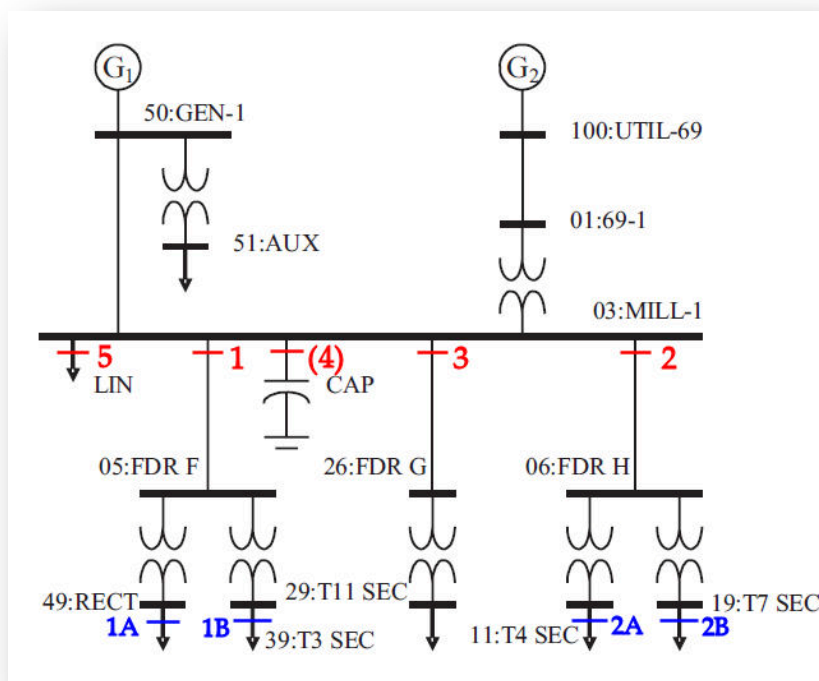 G1 G2
50:GEN-1
100:UTIL-69
01:69-1
51:AUX
03:MILL-1
5 1 (4) 3 2
LIN CAP
05:FDR F 26:FDR G 06:FDR H
49:RECT 29:T11 SEC 19:T7 SEC
1A 1B 39:T3 SEC 11:T4 SEC 2A 2B